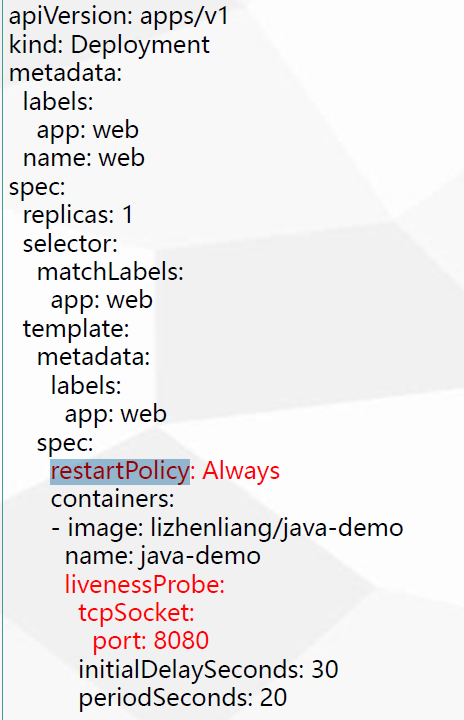 apiVersion: apps/v1
kind: Deployment
metadata:
  labels:
    app: web
  name: web
spec:
  replicas: 1
  selector:
    matchLabels:
      app: web
  template:
    metadata:
      labels:
        app: web
    spec:
      restartPolicy: Always
      containers:
      - image: lizhenliang/java-demo
        name: java-demo
        livenessProbe:
          tcpSocket:
            port: 8080
          initialDelaySeconds: 30
          periodSeconds: 20